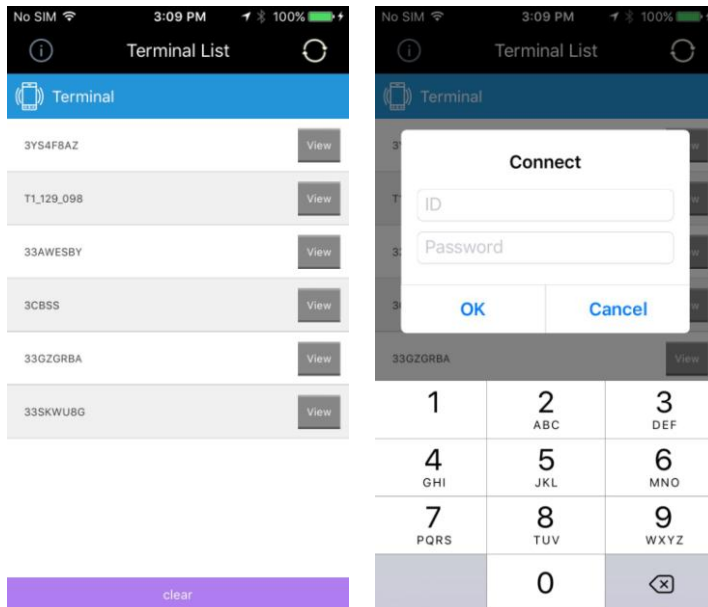 No SIM 3:09 PM 100%
Terminal List
Terminal
3YS4F8AZ View
T1_129_098 View
33AWESBY View
3CBSS View
33GZGRBA View
33SKWU8G View
clear
No SIM 3:09 PM 100%
Terminal List
Terminal
Connect
ID
Password
OK Cancel
33GZGRBA View
1 2 3
ABC DEF
4 5 6
GHI JKL MNO
7 8 9
PQRS TUV WXYZ
0